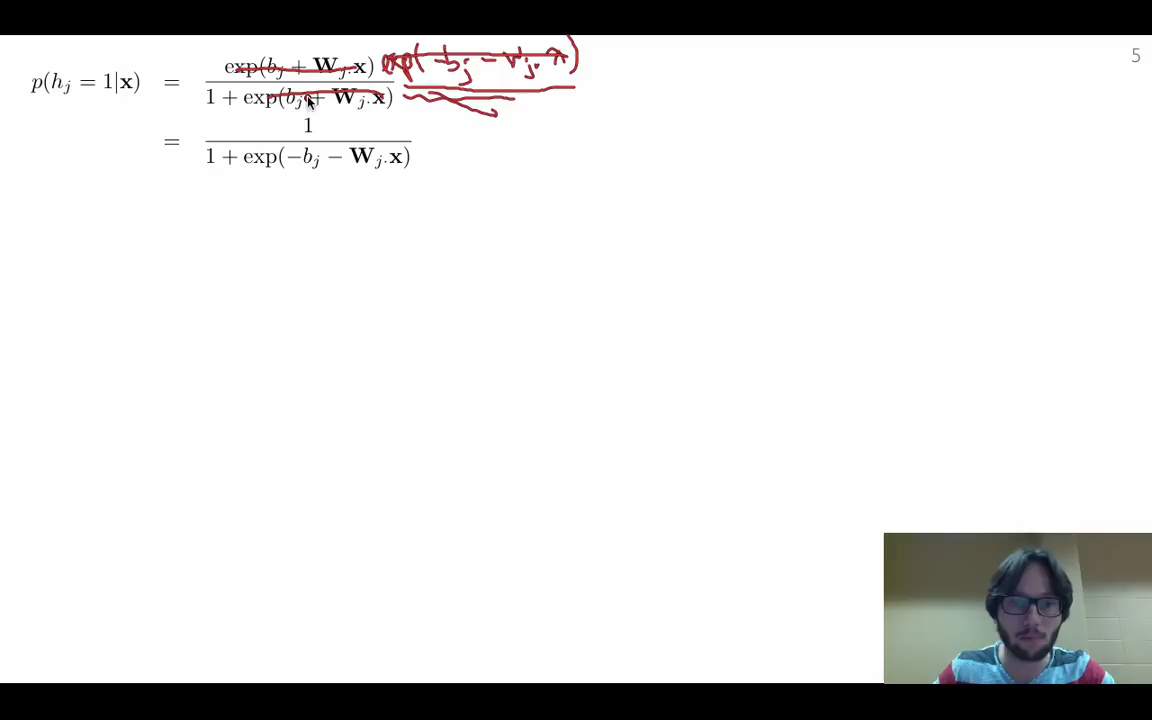 5
p(h_j = 1|x) = exp(b_j + W_j.x) / 1 + exp(b_j + W_j.x) exp(-b_j - W_j. x)
= 1 / 1 + exp(−b_j − W_j.x)